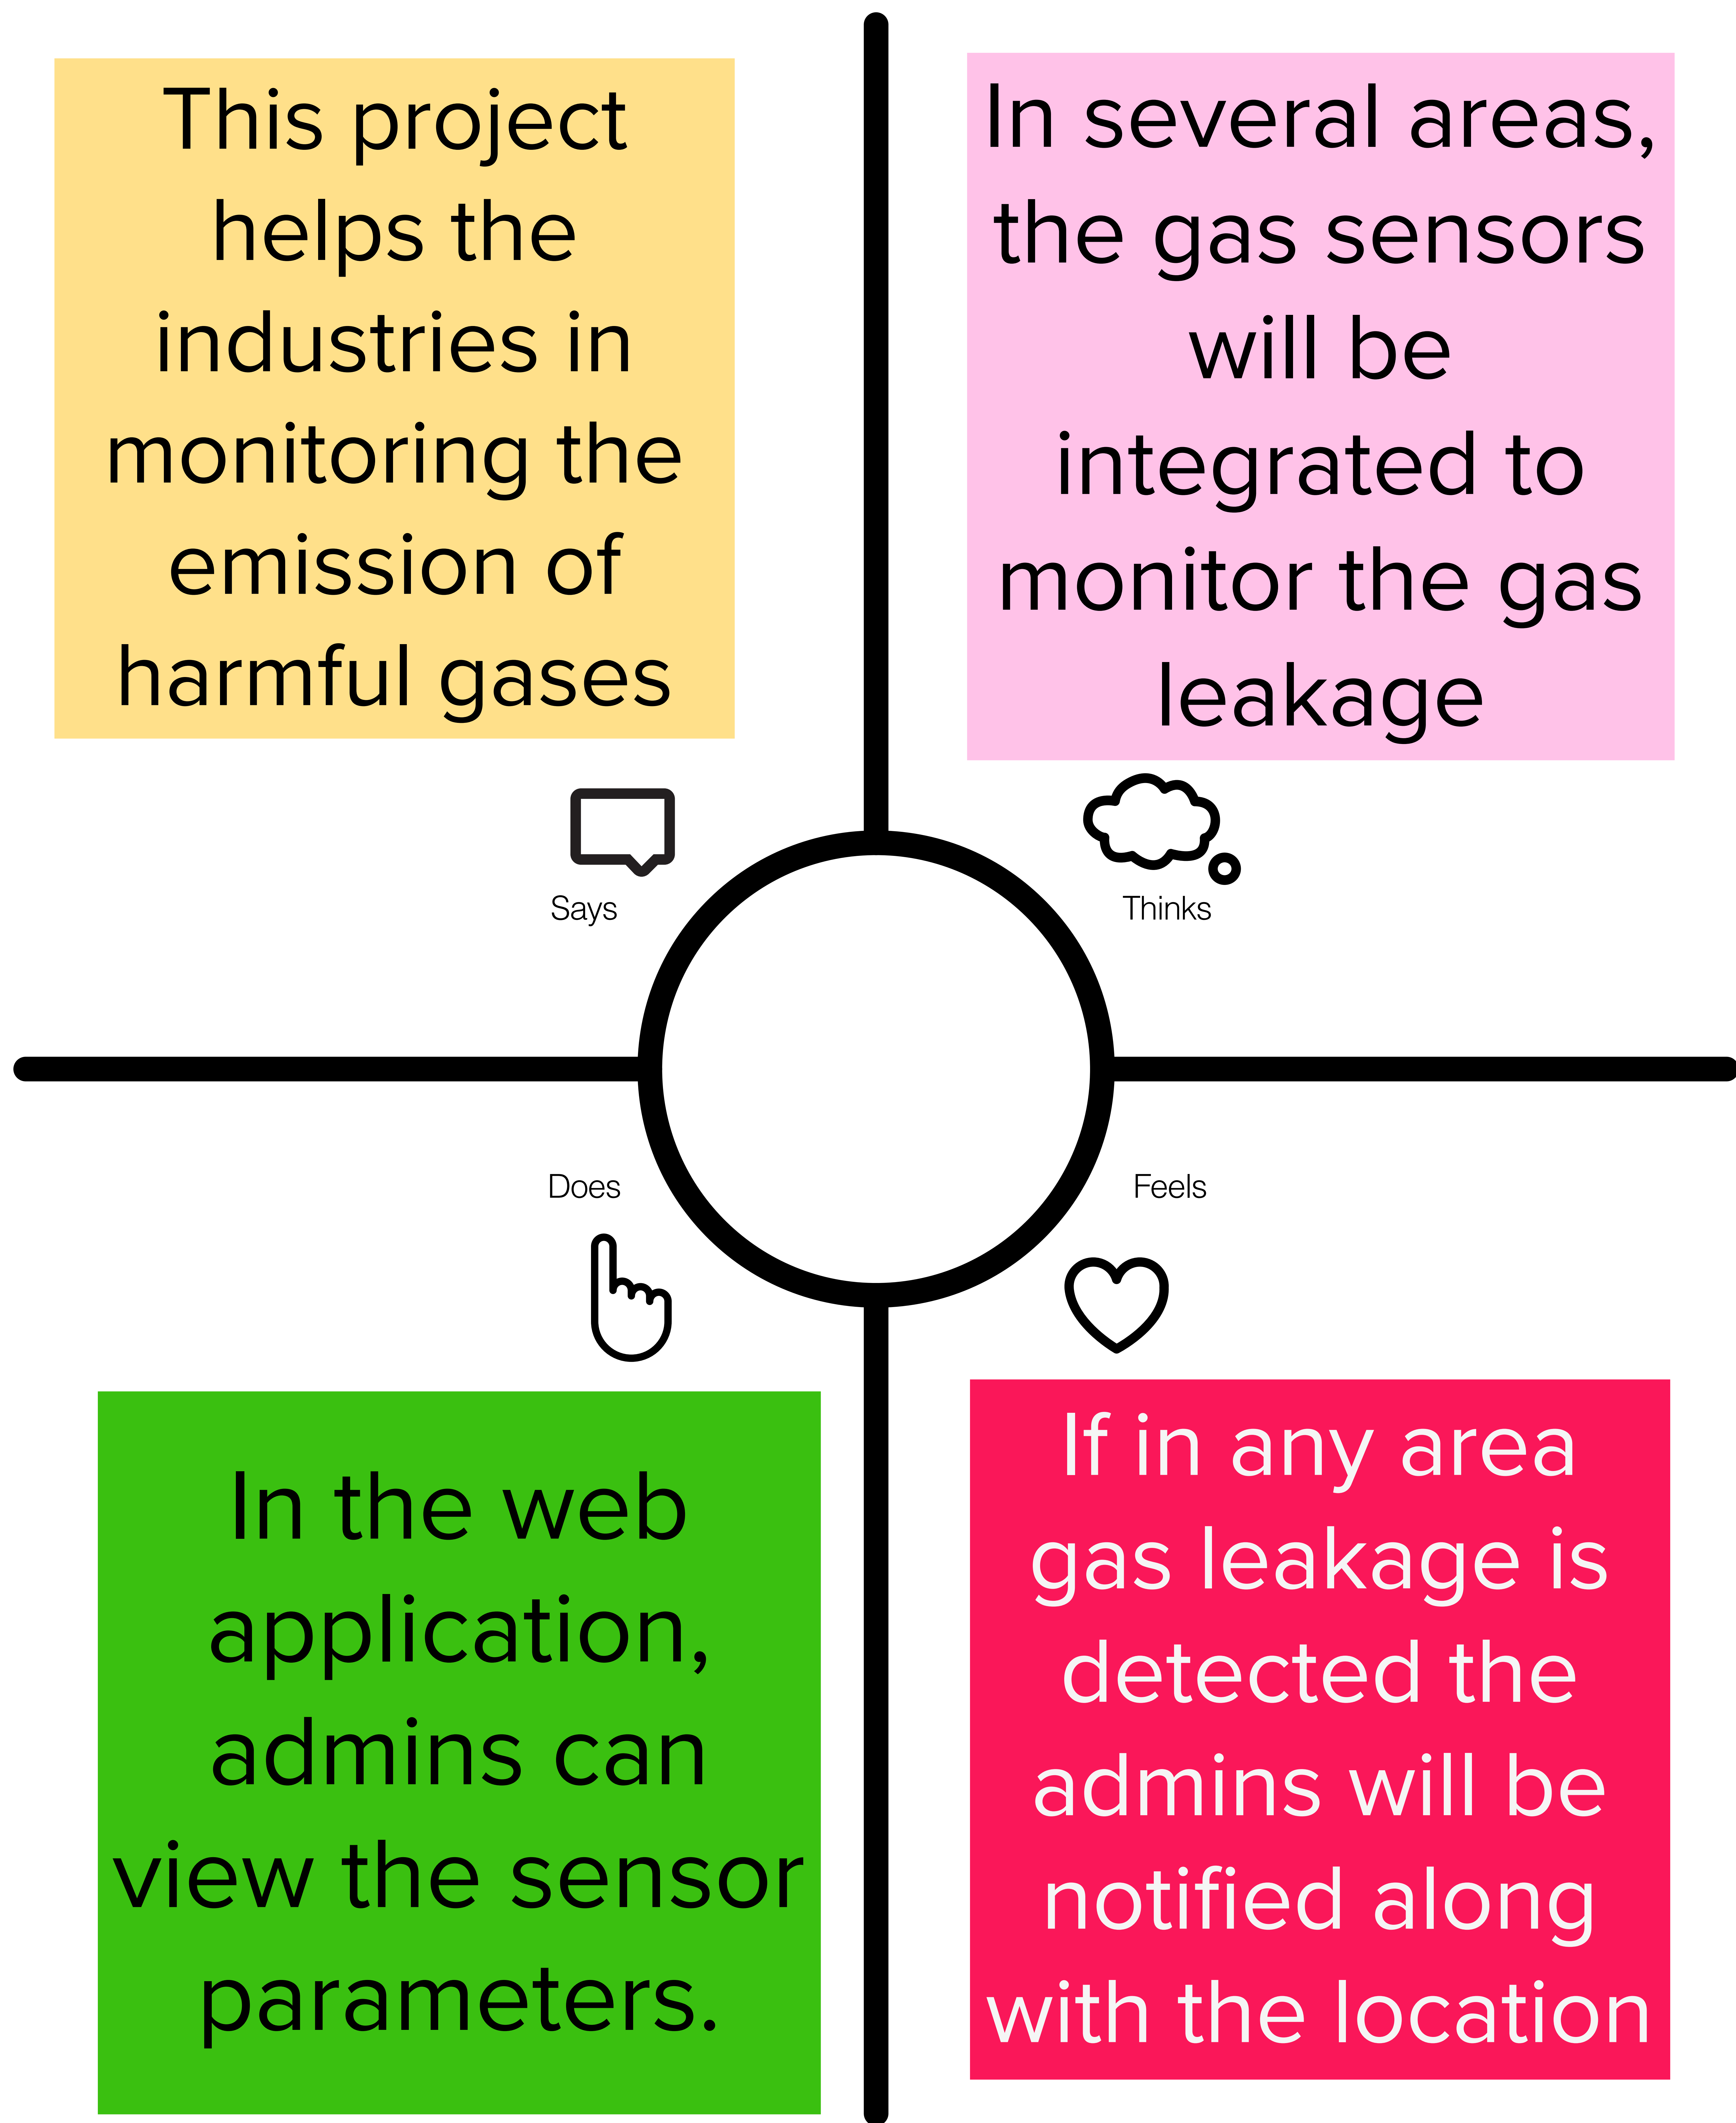 This project
helps the
industries in
monitoring the
emission of
harmful gases
In several areas,
the gas sensors
will be
integrated to
monitor the gas
leakage
Says
Thinks
Does
Feels
In the web
application,
admins can
view the sensor
parameters.
If in any area
gas leakage is
detected the
admins will be
notified along
with the location